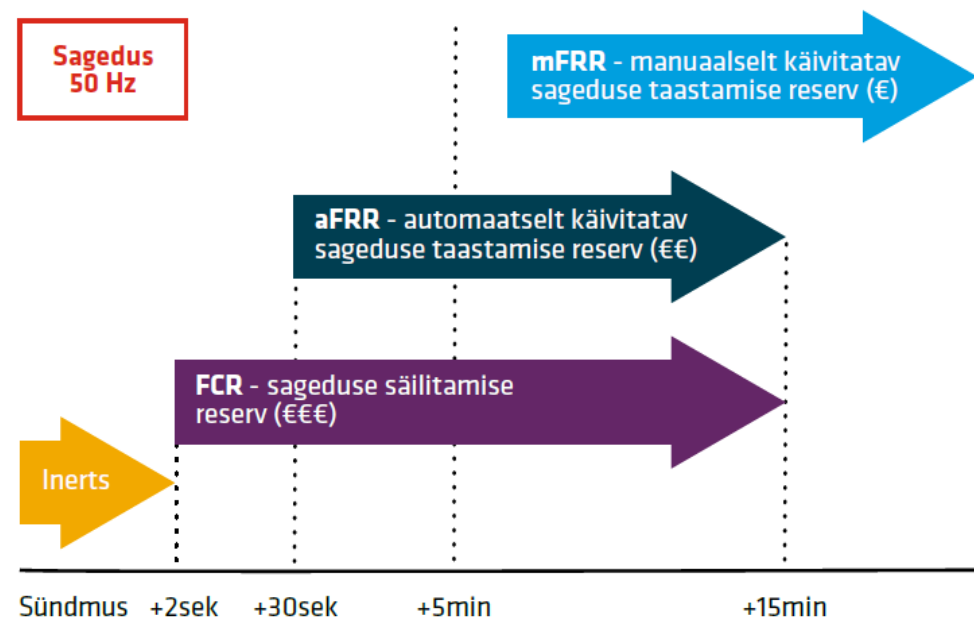 Sagedus
50 Hz
mFRR - manuaalselt käivitatav
sageduse taastamise reserv (€)
aFRR - automaatselt käivitatav
sageduse taastamise reserv (€€)
FCR - sageduse säilitamise
reserv (€€€)
Inerts
Sündmus +2sek +30sek +5min +15min